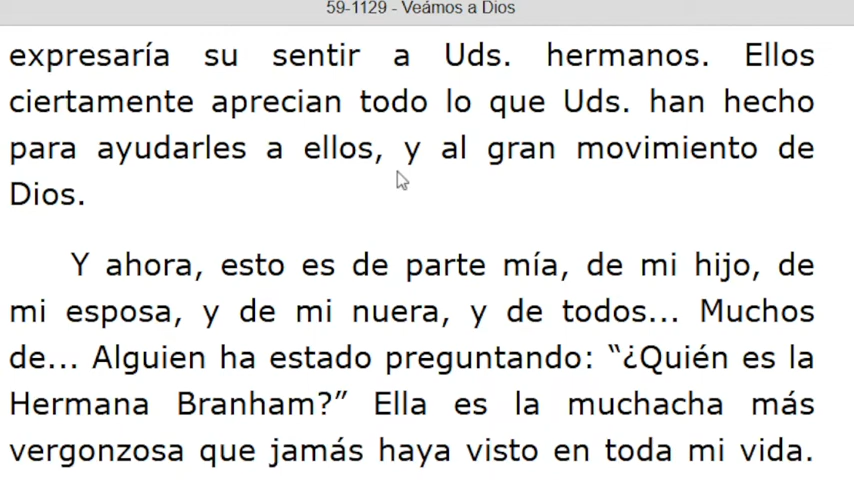 59-1129 - Veámos a Dios
expresaría su sentir a Uds. hermanos. Ellos
ciertamente aprecian todo lo que Uds. han hecho
para ayudarles a ellos, y al gran movimiento de
Dios.
Y ahora, esto es de parte mía, de mi hijo, de
mi esposa, y de mi nuera, y de todos... Muchos
de... Alguien ha estado preguntando: “¿Quién es la
Hermana Branham?” Ella es la muchacha más
vergonzosa que jamás haya visto en toda mi vida.